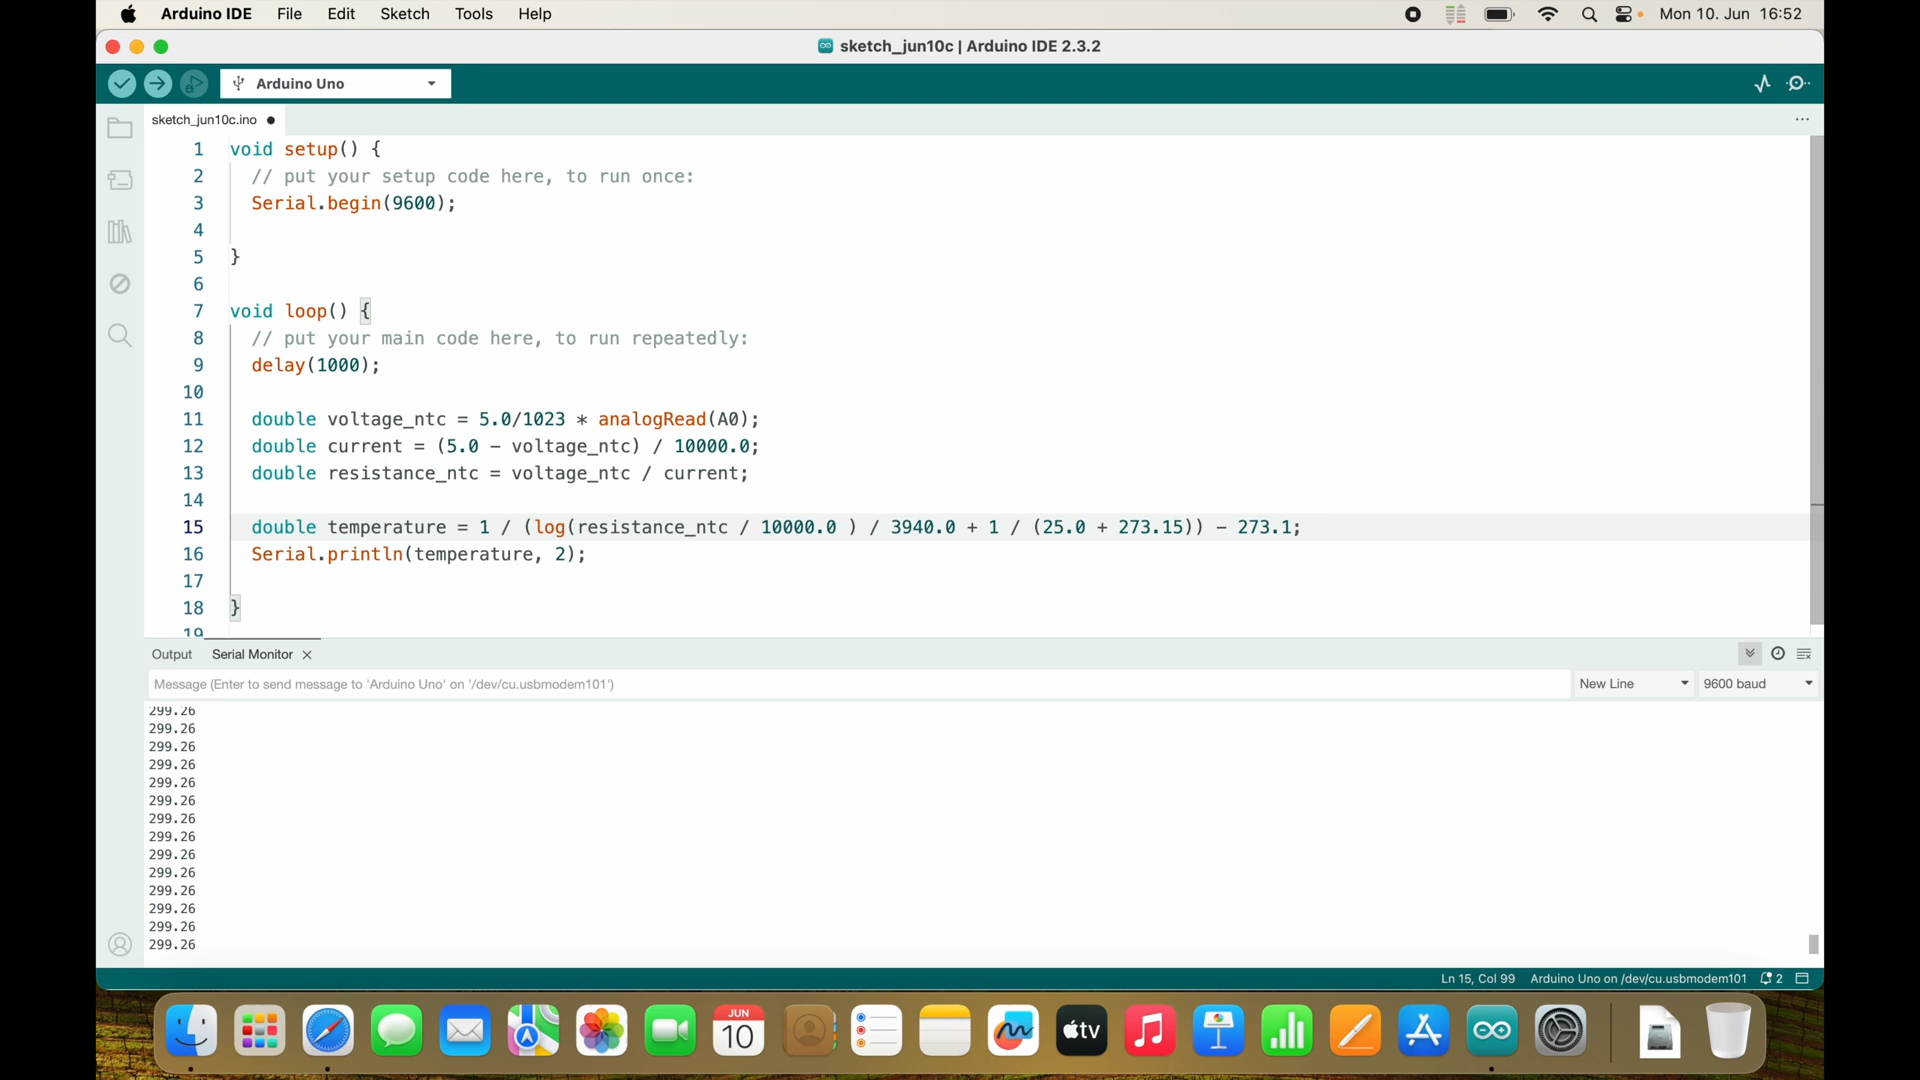 Arduino IDE File Edit Sketch Tools Help Mon 10. Jun 16:52
sketch_jun10c | Arduino IDE 2.3.2
Arduino Uno
sketch_jun10c.ino
1 void setup() {
2 // put your setup code here, to run once:
3 Serial.begin(9600);
4
5 }
6
7 void loop() {
8 // put your main code here, to run repeatedly:
9 delay(1000);
10
11 double voltage_ntc = 5.0/1023 * analogRead(A0);
12 double current = (5.0 - voltage_ntc) / 10000.0;
13 double resistance_ntc = voltage_ntc / current;
14
15 double temperature = 1 / (log(resistance_ntc / 10000.0 ) / 3940.0 + 1 / (25.0 + 273.15)) - 273.1;
16 Serial.println(temperature, 2);
17
18 }
19
Output Serial Monitor
Message (Enter to send message to 'Arduino Uno' on '/dev/cu.usbmodem101') New Line 9600 baud
299.26
299.26
299.26
299.26
299.26
299.26
299.26
299.26
299.26
299.26
299.26
299.26
299.26
299.26
Ln 15, Col 99 Arduino Uno on /dev/cu.usbmodem101 2
JUN
10
tv